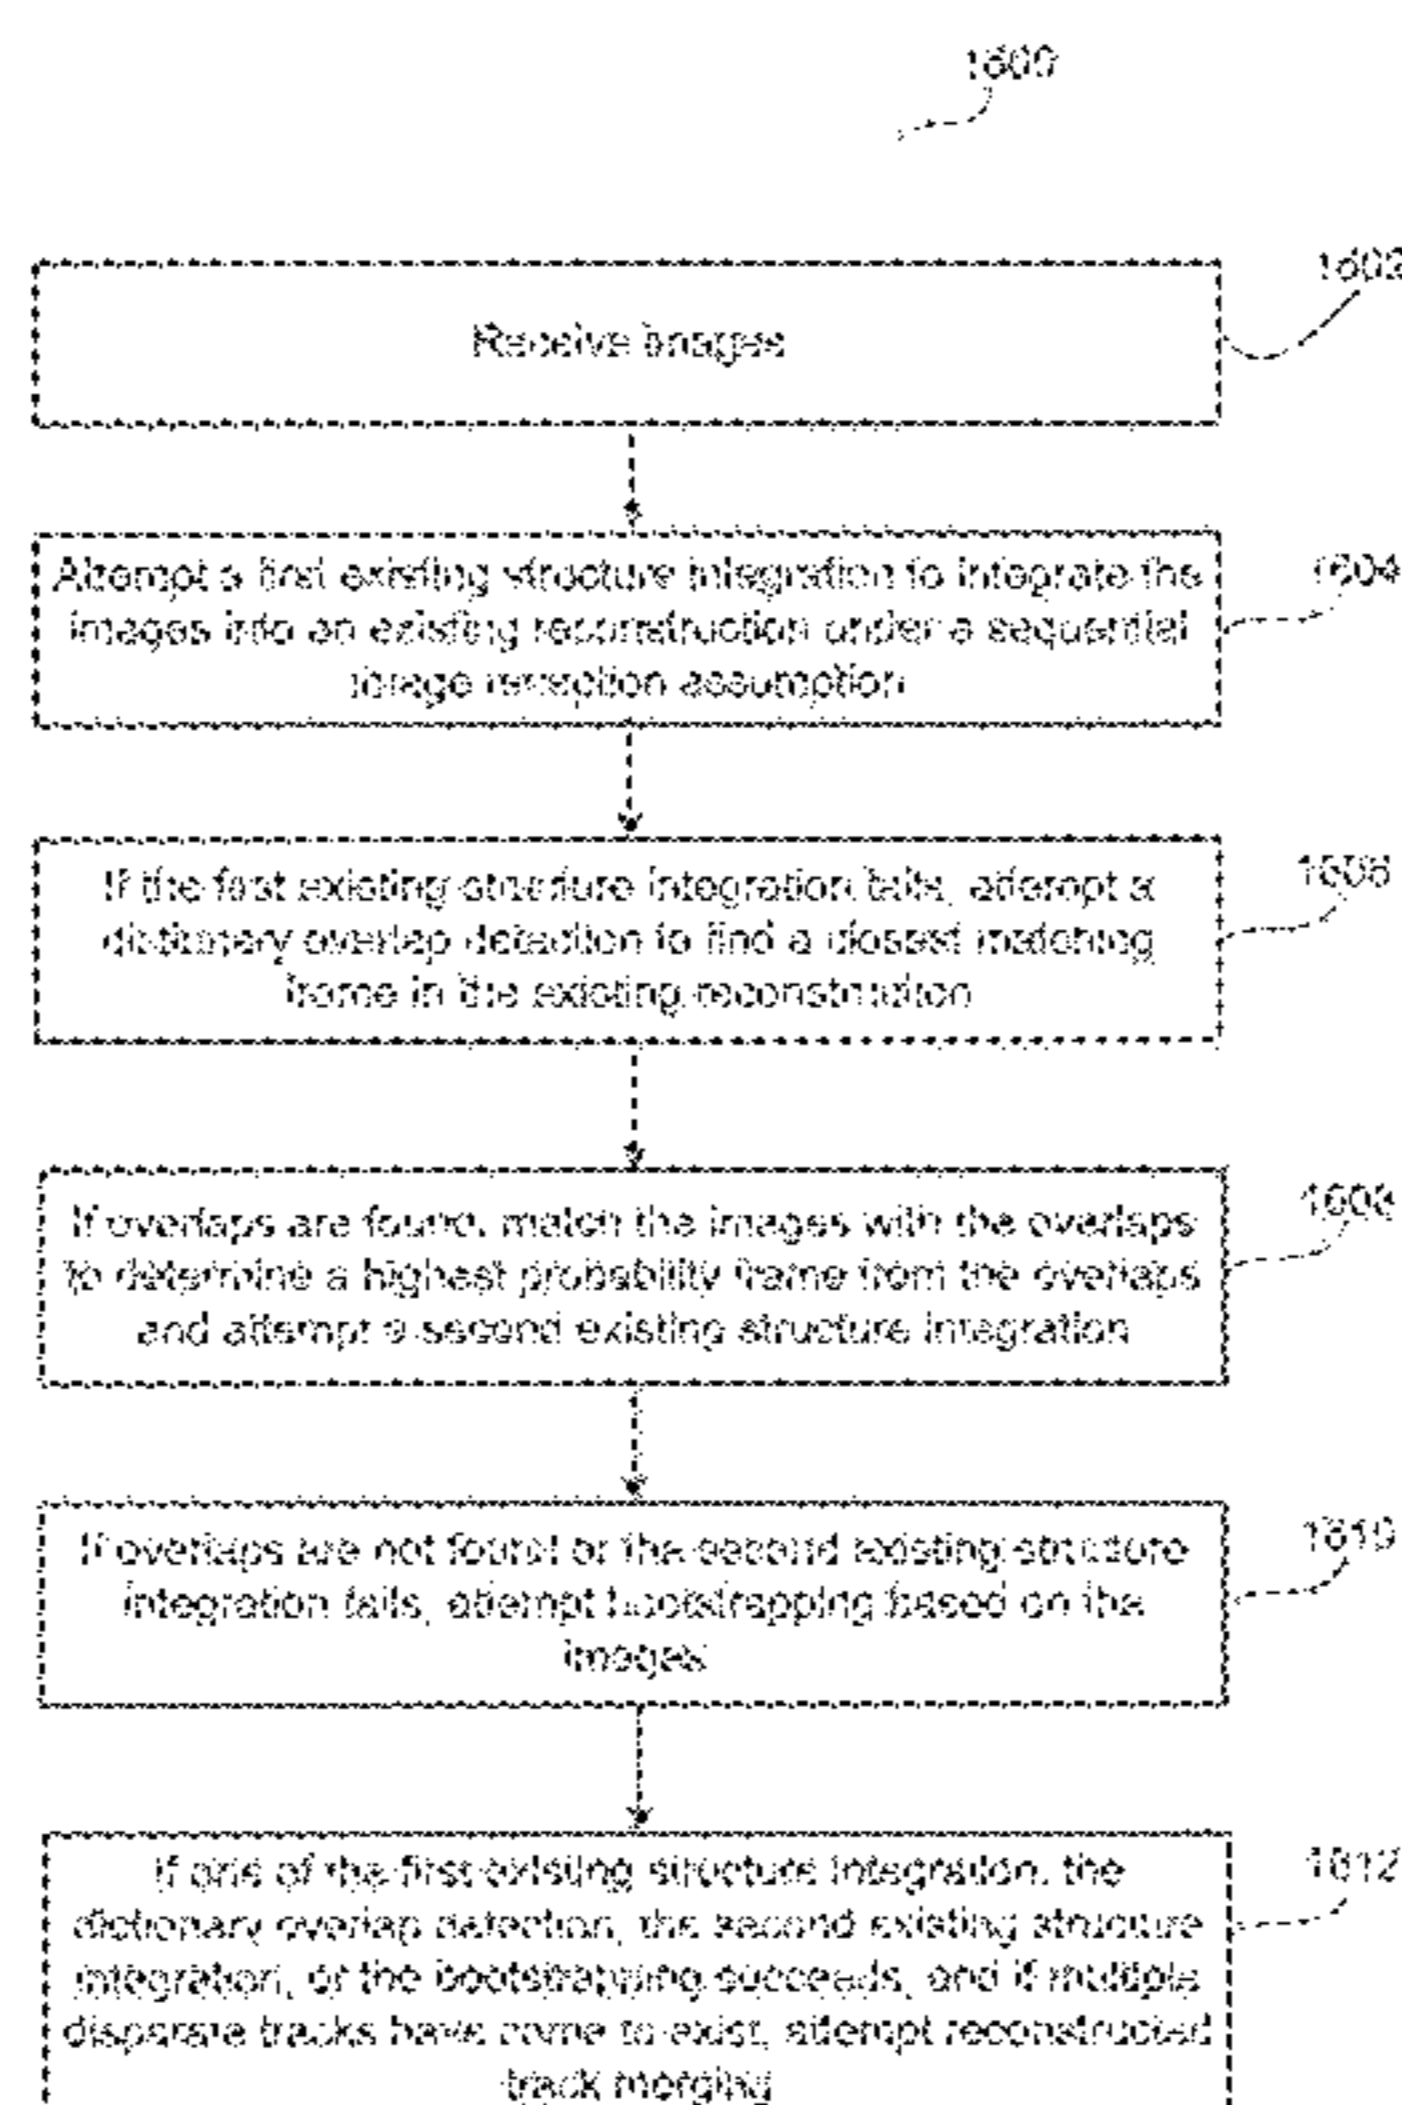 1600
1602
Receive images
Attempt a first existing structure integration to integrate the
1604
images into an existing reconstruction under a sequential
image reception assumption
1606
If the first existing structure integration fails, attempt a
dictionary overlap detection to find a closest matching
frame in the existing reconstruction
1608
If overlaps are found, match the images with the overlaps
to determine a highest probability frame from the overlaps
and attempt a second existing structure integration
1610
If overlaps are not found or the second existing structure
integration fails, attempt bootstrapping based on the
images
1612
If one of the first existing structure integration, the
dictionary overlap detection, the second existing structure
integration, or the bootstrapping succeeds, and if multiple
disparate tracks have come to exist, attempt reconstructed
track merging